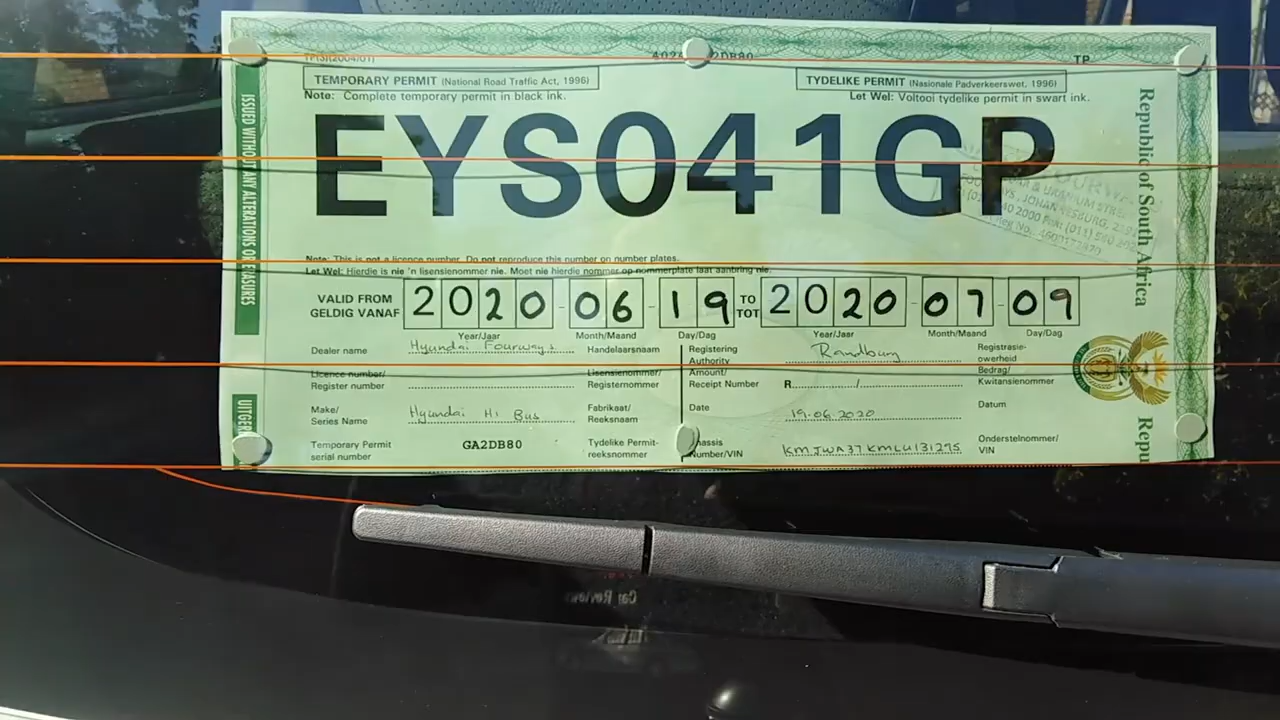 TP(3)(2004/01)
TP
TEMPORARY PERMIT (National Road Traffic Act, 1996)
TYDELIKE PERMIT (Nasionale Padverkeerswet, 1996)
Note: Complete temporary permit in black ink.
Let Wel: Voltooi tydelike permit in swart ink.
ISSUED WITHOUT ANY ALTERATIONS OR ERASURES
EYS041GP
Republic of South Africa
Note: This is not a licence number. Do not reproduce this number on number plates.
Let Wel: Hierdie is nie 'n lisensienommer nie. Moet nie hierdie nommer op nommerplate laat aanbring nie.
VALID FROM 2020-06-19 TO 2020-07-09
GELDIG VANAF TOT
Year/Jaar Month/Maand Day/Dag Year/Jaar Month/Maand Day/Dag
Dealer name Hyundai Fourways Handelaarsnaam
Registering Authority Randburg Registrasie-owerheid
Licence number/ Register number Lisensienommer/ Registernommer
Amount/ Receipt Number R / Bedrag/ Kwitansienommer
Make/ Series Name Hyundai H1 Bus Fabrikaat/ Reeksnaam
Date 19.06.2020 Datum
Temporary Permit serial number GA2DB80 Tydelike Permit-reeksnommer
Number/VIN KMJWA37KMLU131275 Onderstelnommer/ VIN
Car Reviews